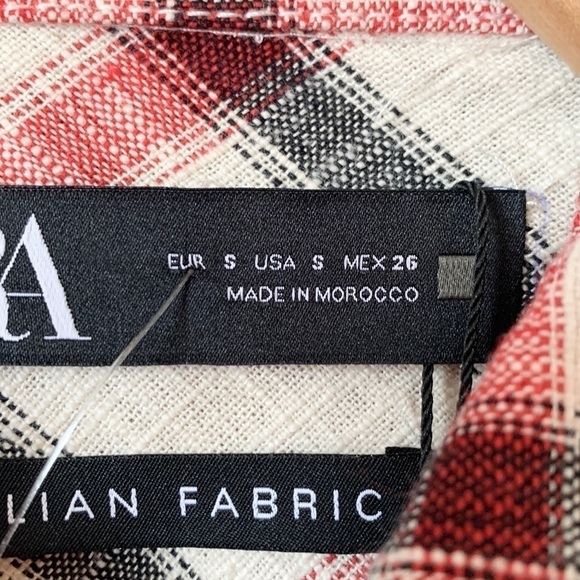 RA
EUR S USA S MEX 26
MADE IN MOROCCO
LIAN FABRIC